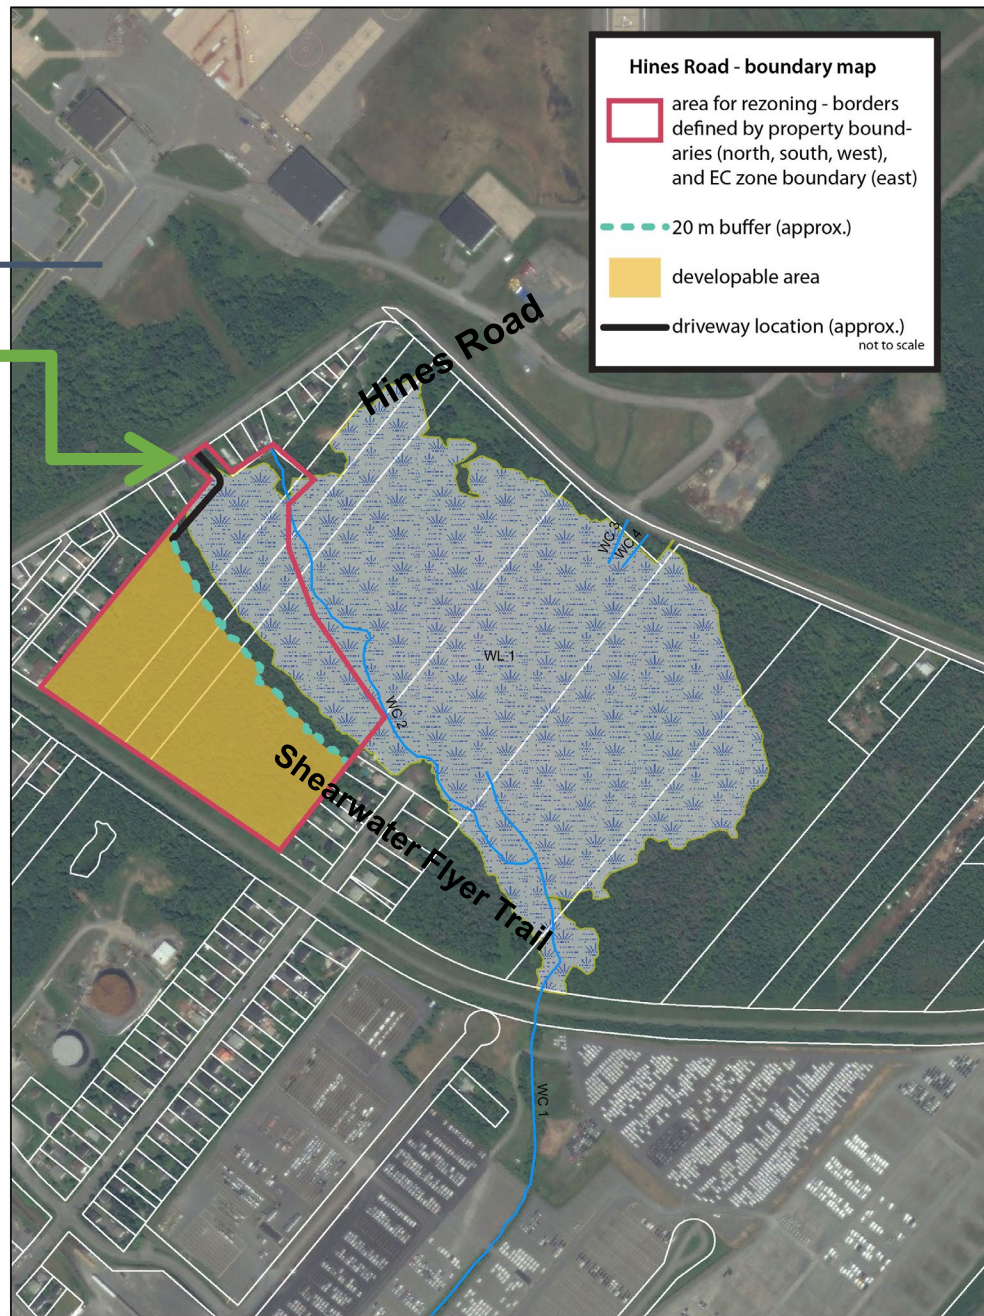 Hines Road - boundary map
area for rezoning - borders
defined by property bound-
aries (north, south, west),
and EC zone boundary (east)
20 m buffer (approx.)
developable area
driveway location (approx.)
not to scale
Hines Road
WC 3
WC 4
WL 1
WC 2
Shearwater Flyer Trail
WC 1